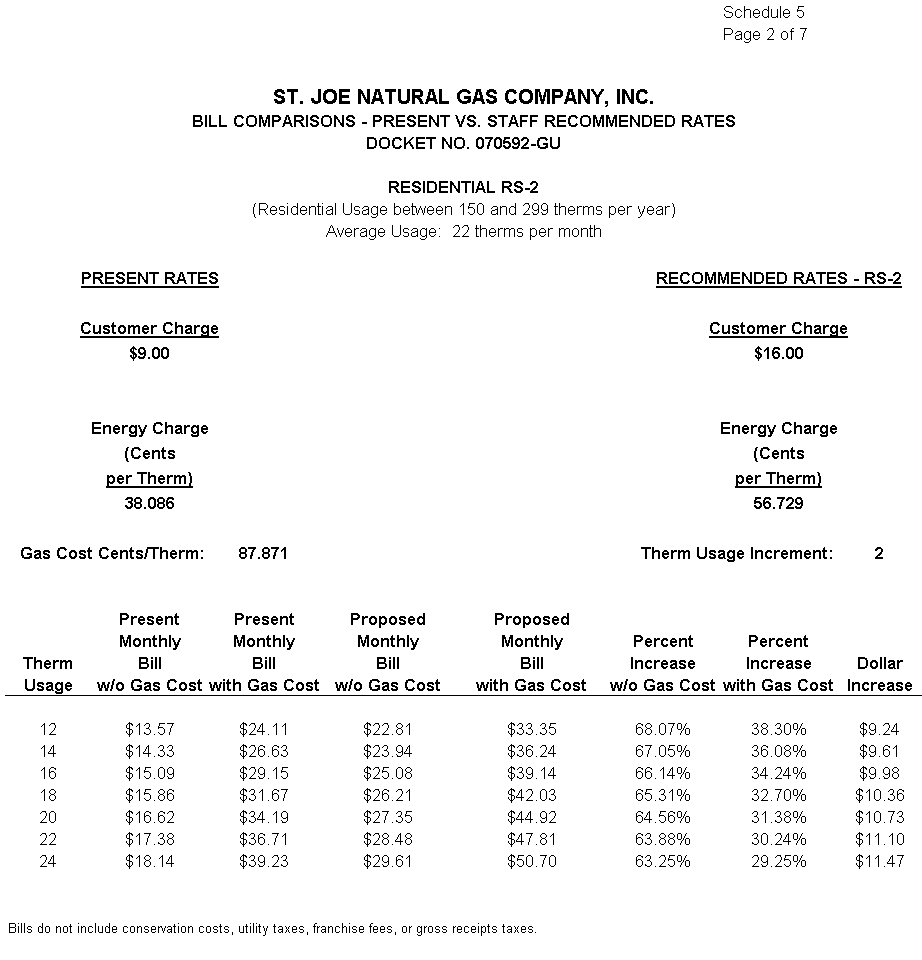 Schedule 5
Page 2 of 7
ST. JOE NATURAL GAS COMPANY, INC.
BILL COMPARISONS - PRESENT VS. STAFF RECOMMENDED RATES
DOCKET NO. 070592-GU
RESIDENTIAL RS-2
(Residential Usage between 150 and 299 therms per year)
Average Usage: 22 therms per month
PRESENT RATES RECOMMENDED RATES - RS-2
Customer Charge Customer Charge
$9.00 $16.00
Energy Charge Energy Charge
(Cents (Cents
per Therm) per Therm)
38.086 56.729
Gas Cost Cents/Therm: 87.871 Therm Usage Increment: 2
Present Present Proposed Proposed
Monthly Monthly Monthly Monthly Percent Percent
Therm Bill Bill Bill Bill Increase Increase Dollar
Usage w/o Gas Cost with Gas Cost w/o Gas Cost with Gas Cost w/o Gas Cost with Gas Cost Increase
12 $13.57 $24.11 $22.81 $33.35 68.07% 38.30% $9.24
14 $14.33 $26.63 $23.94 $36.24 67.05% 36.08% $9.61
16 $15.09 $29.15 $25.08 $39.14 66.14% 34.24% $9.98
18 $15.86 $31.67 $26.21 $42.03 65.31% 32.70% $10.36
20 $16.62 $34.19 $27.35 $44.92 64.56% 31.38% $10.73
22 $17.38 $36.71 $28.48 $47.81 63.88% 30.24% $11.10
24 $18.14 $39.23 $29.61 $50.70 63.25% 29.25% $11.47
Bills do not include conservation costs, utility taxes, franchise fees, or gross receipts taxes.